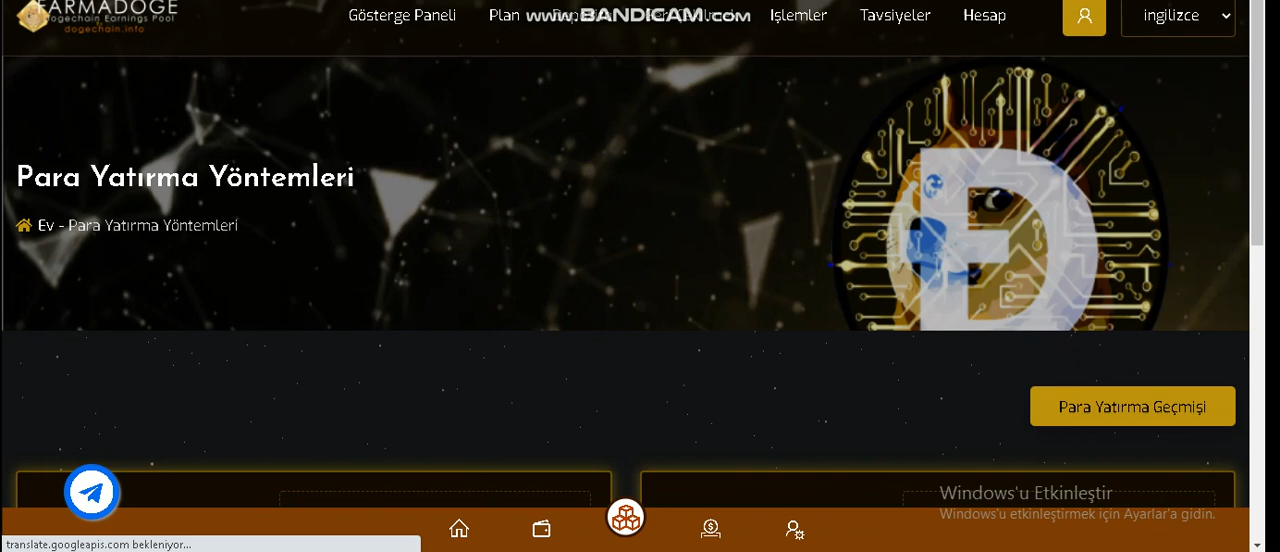 FARMADOGE
Dogechain Earnings Pool
dogechain.info
Gösterge Paneli
Plan
www.BANDICAM.com
İşlemler
Tavsiyeler
Hesap
ingilizce
Para Yatırma Yöntemleri
Ev - Para Yatırma Yöntemleri
Para Yatırma Geçmişi
Windows'u Etkinleştir
Windows'u etkinleştirmek için Ayarlar'a gidin.
translate.googleapis.com bekleniyor...